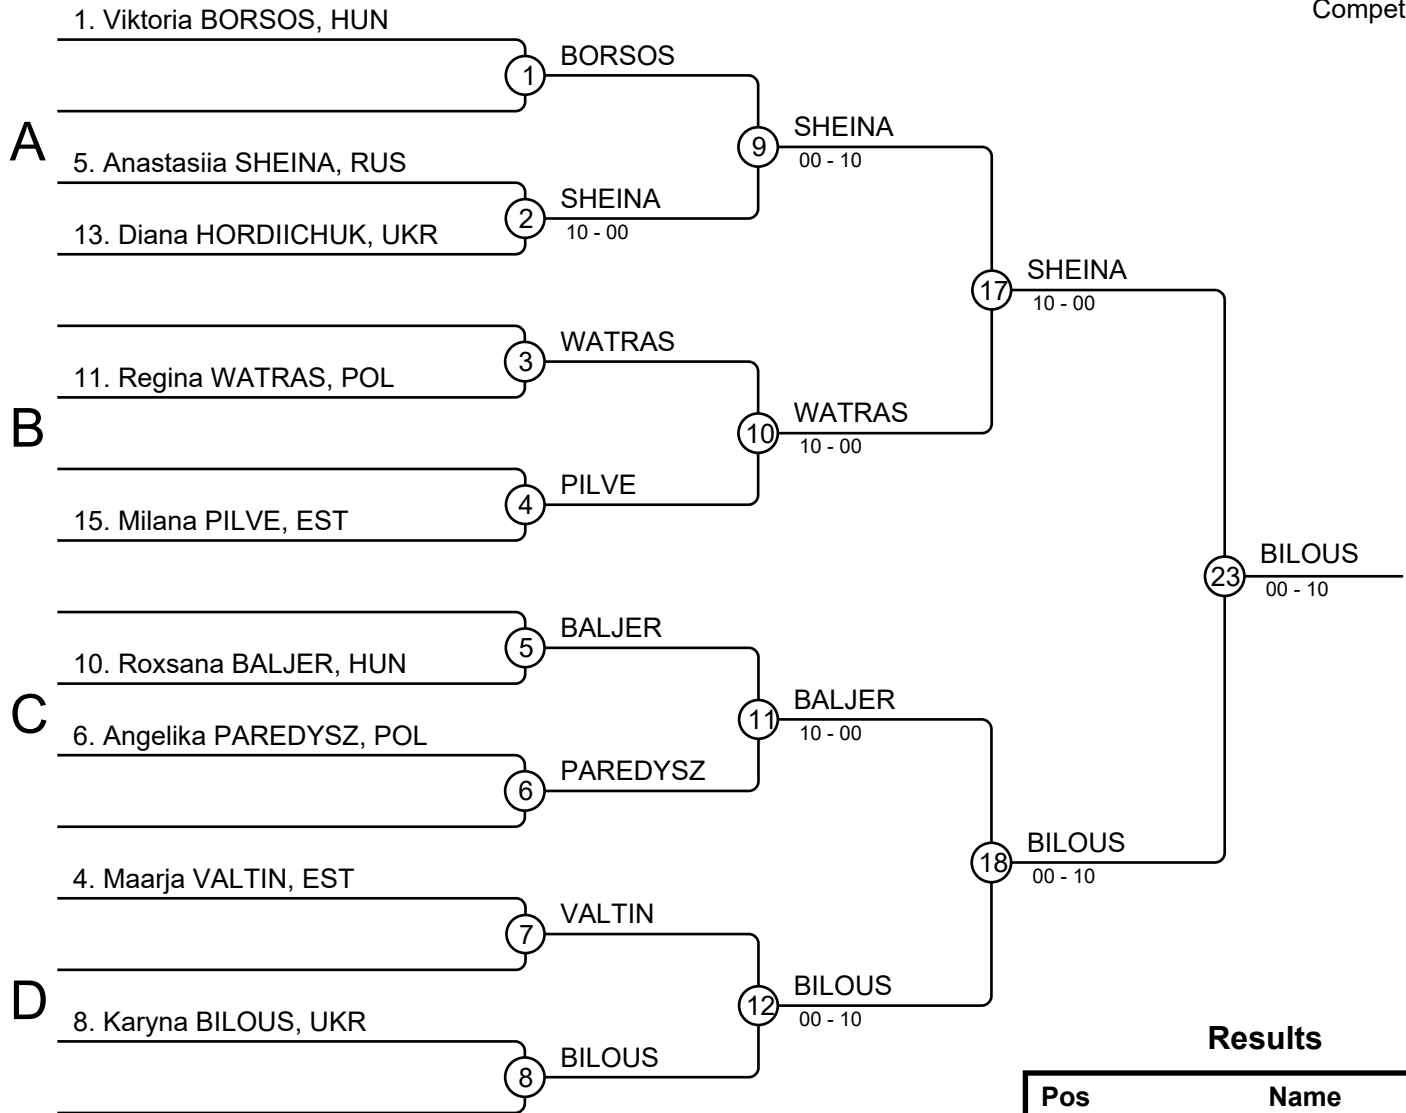 Compet
1. Viktoria BORSOS, HUN
1
BORSOS
A
9
SHEINA
00 - 10
5. Anastasiia SHEINA, RUS
2
SHEINA
10 - 00
13. Diana HORDIICHUK, UKR
17
SHEINA
10 - 00
3
WATRAS
11. Regina WATRAS, POL
B
10
WATRAS
10 - 00
4
PILVE
15. Milana PILVE, EST
23
BILOUS
00 - 10
5
BALJER
10. Roxsana BALJER, HUN
C
11
BALJER
10 - 00
6. Angelika PAREDYSZ, POL
6
PAREDYSZ
18
BILOUS
00 - 10
4. Maarja VALTIN, EST
7
VALTIN
D
12
BILOUS
00 - 10
8. Karyna BILOUS, UKR
8
BILOUS
Results
Pos Name